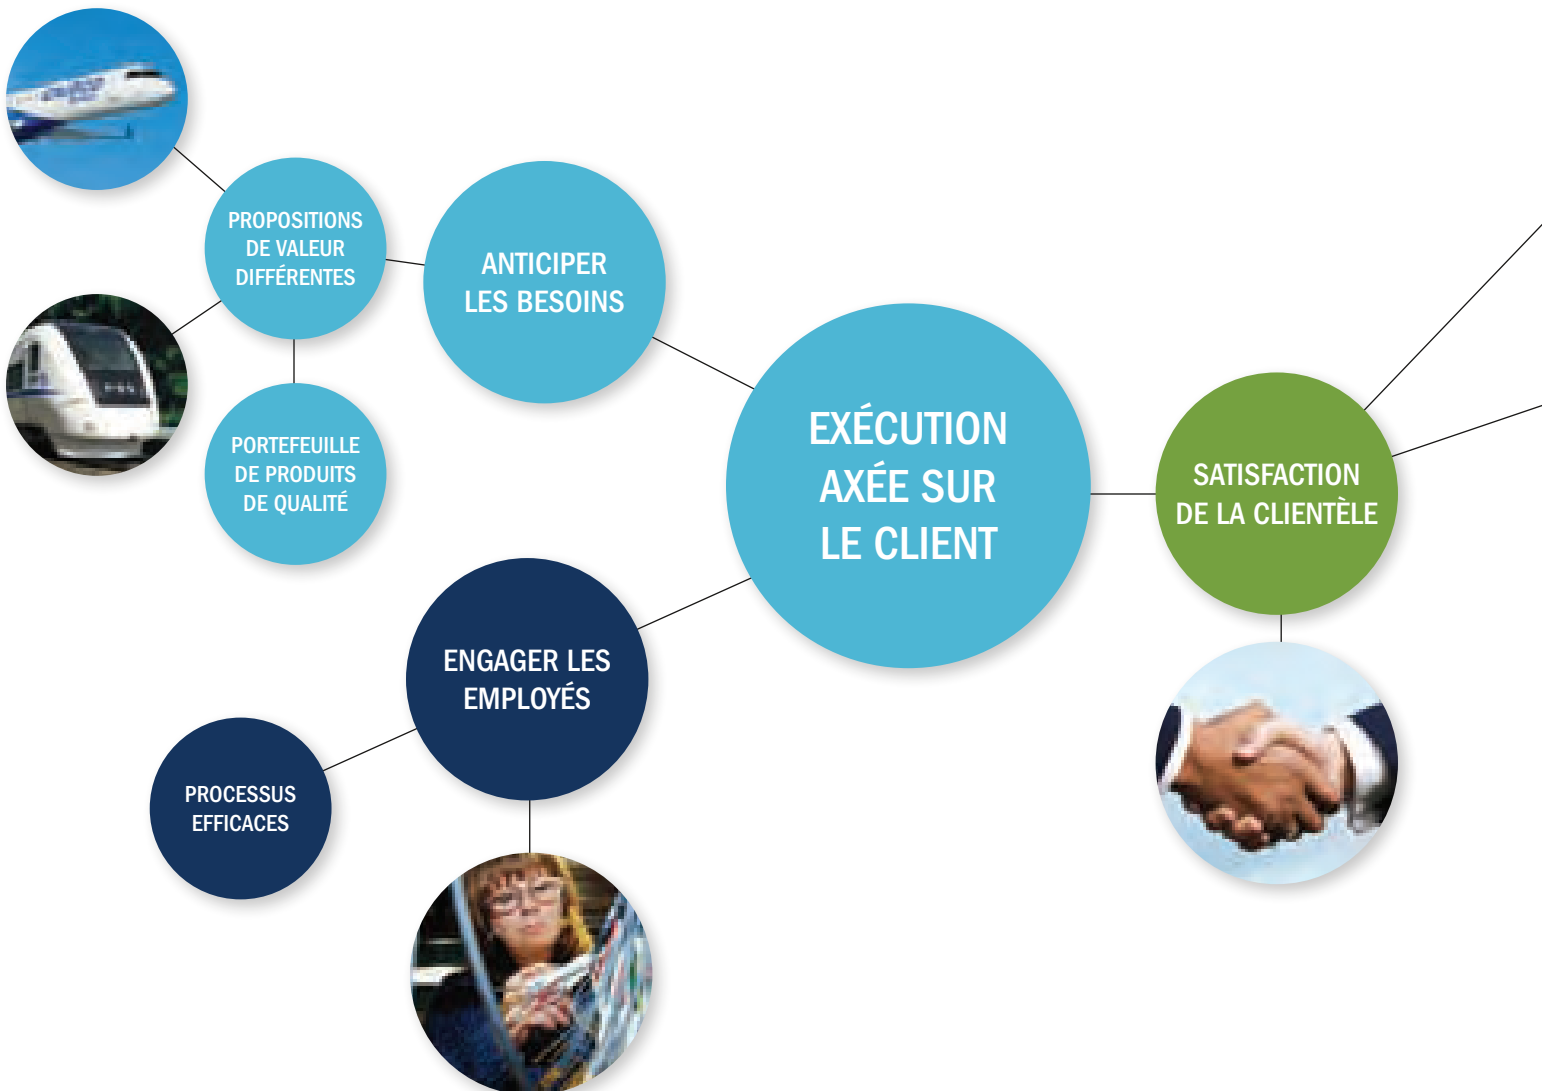 PROPOSITIONS
DE VALEUR
DIFFÉRENTES
ANTICIPER
LES BESOINS
PORTEFEUILLE
DE PRODUITS
DE QUALITÉ
EXÉCUTION
AXÉE SUR
LE CLIENT
SATISFACTION
DE LA CLIENTÈLE
ENGAGER LES
EMPLOYÉS
PROCESSUS
EFFICACES